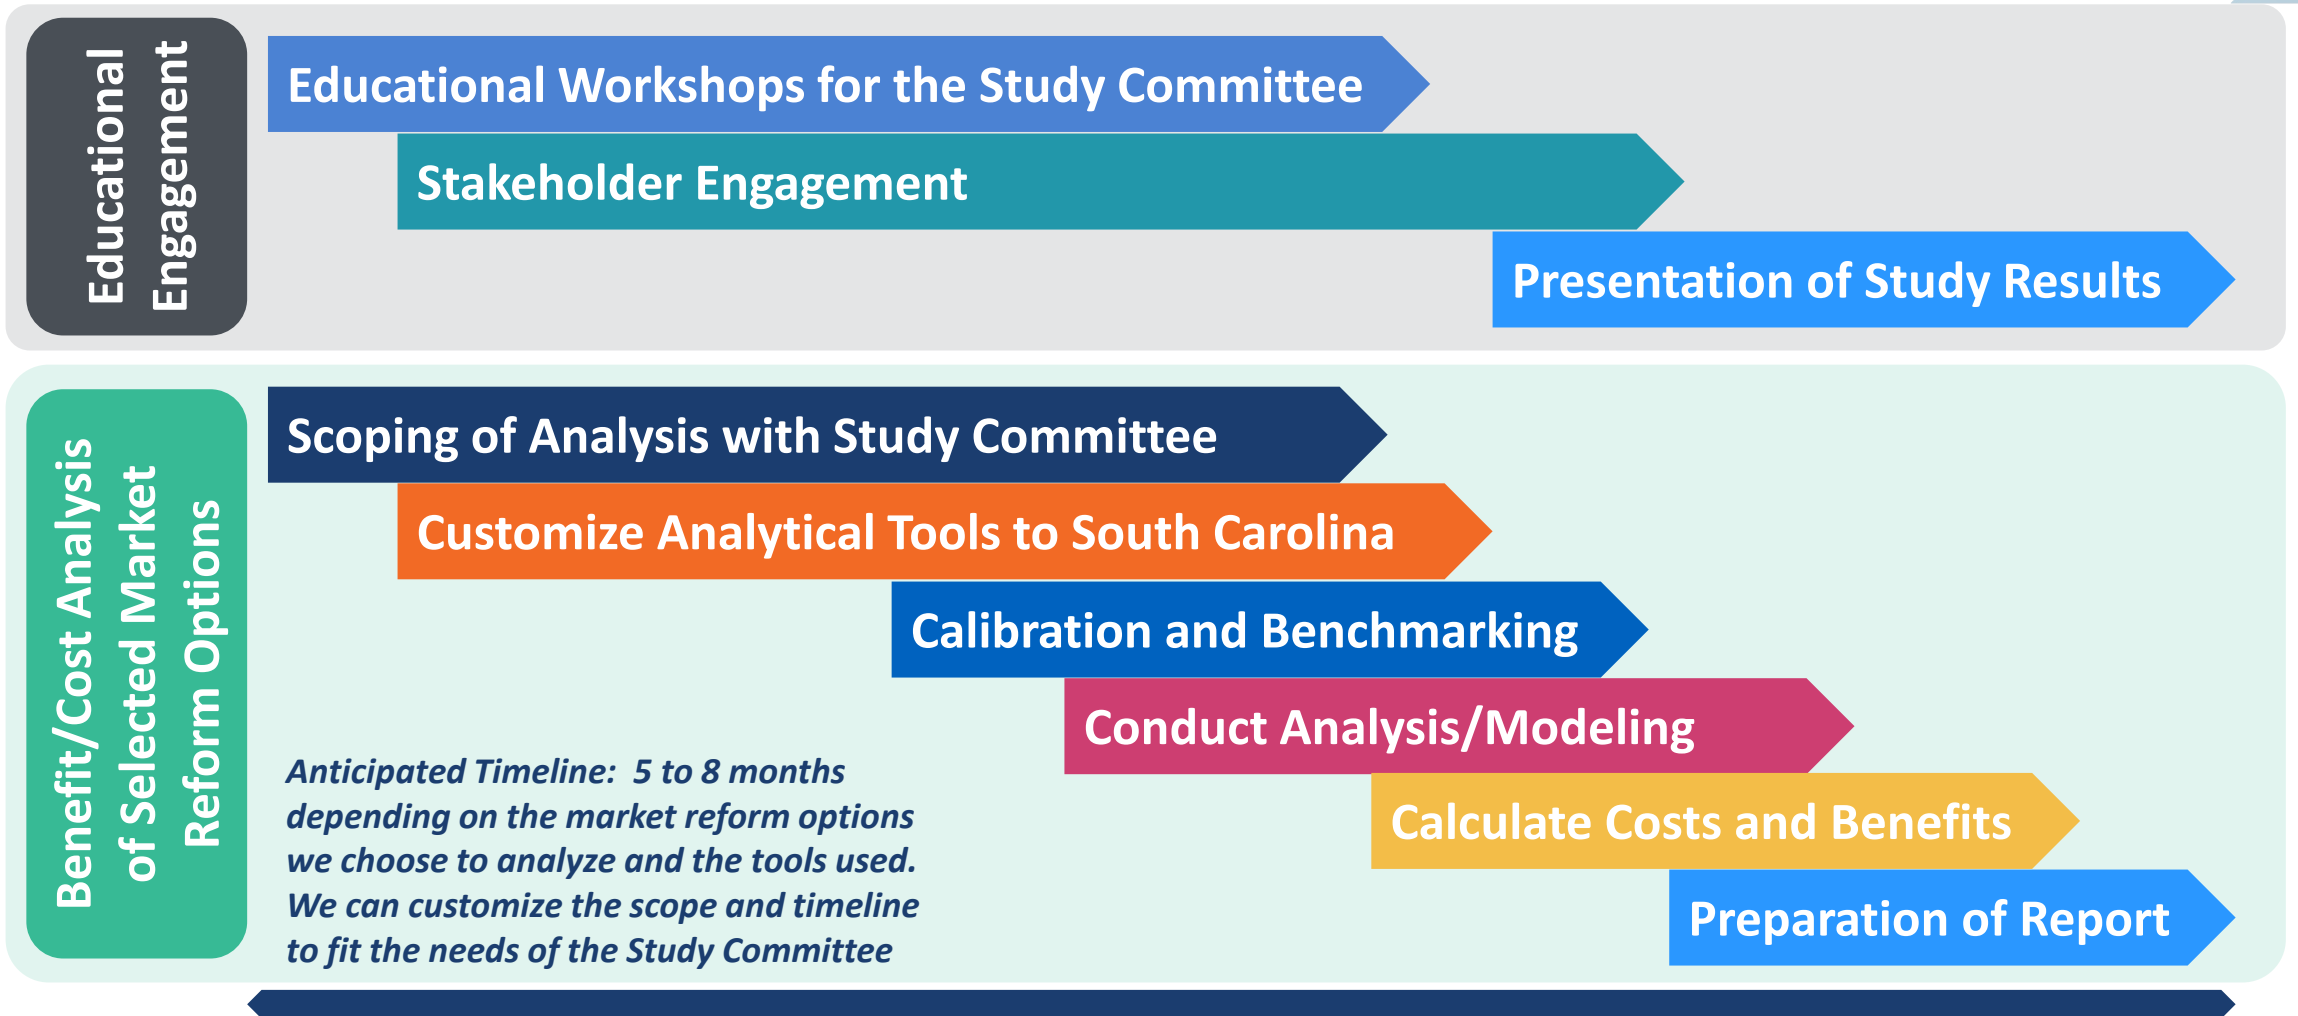 Educational
Engagement
Educational Workshops for the Study Committee
Stakeholder Engagement
Presentation of Study Results
Benefit/Cost Analysis
of Selected Market
Reform Options
Scoping of Analysis with Study Committee
Customize Analytical Tools to South Carolina
Calibration and Benchmarking
Conduct Analysis/Modeling
Calculate Costs and Benefits
Preparation of Report
Anticipated Timeline:  5 to 8 months
depending on the market reform options
we choose to analyze and the tools used.
We can customize the scope and timeline
to fit the needs of the Study Committee